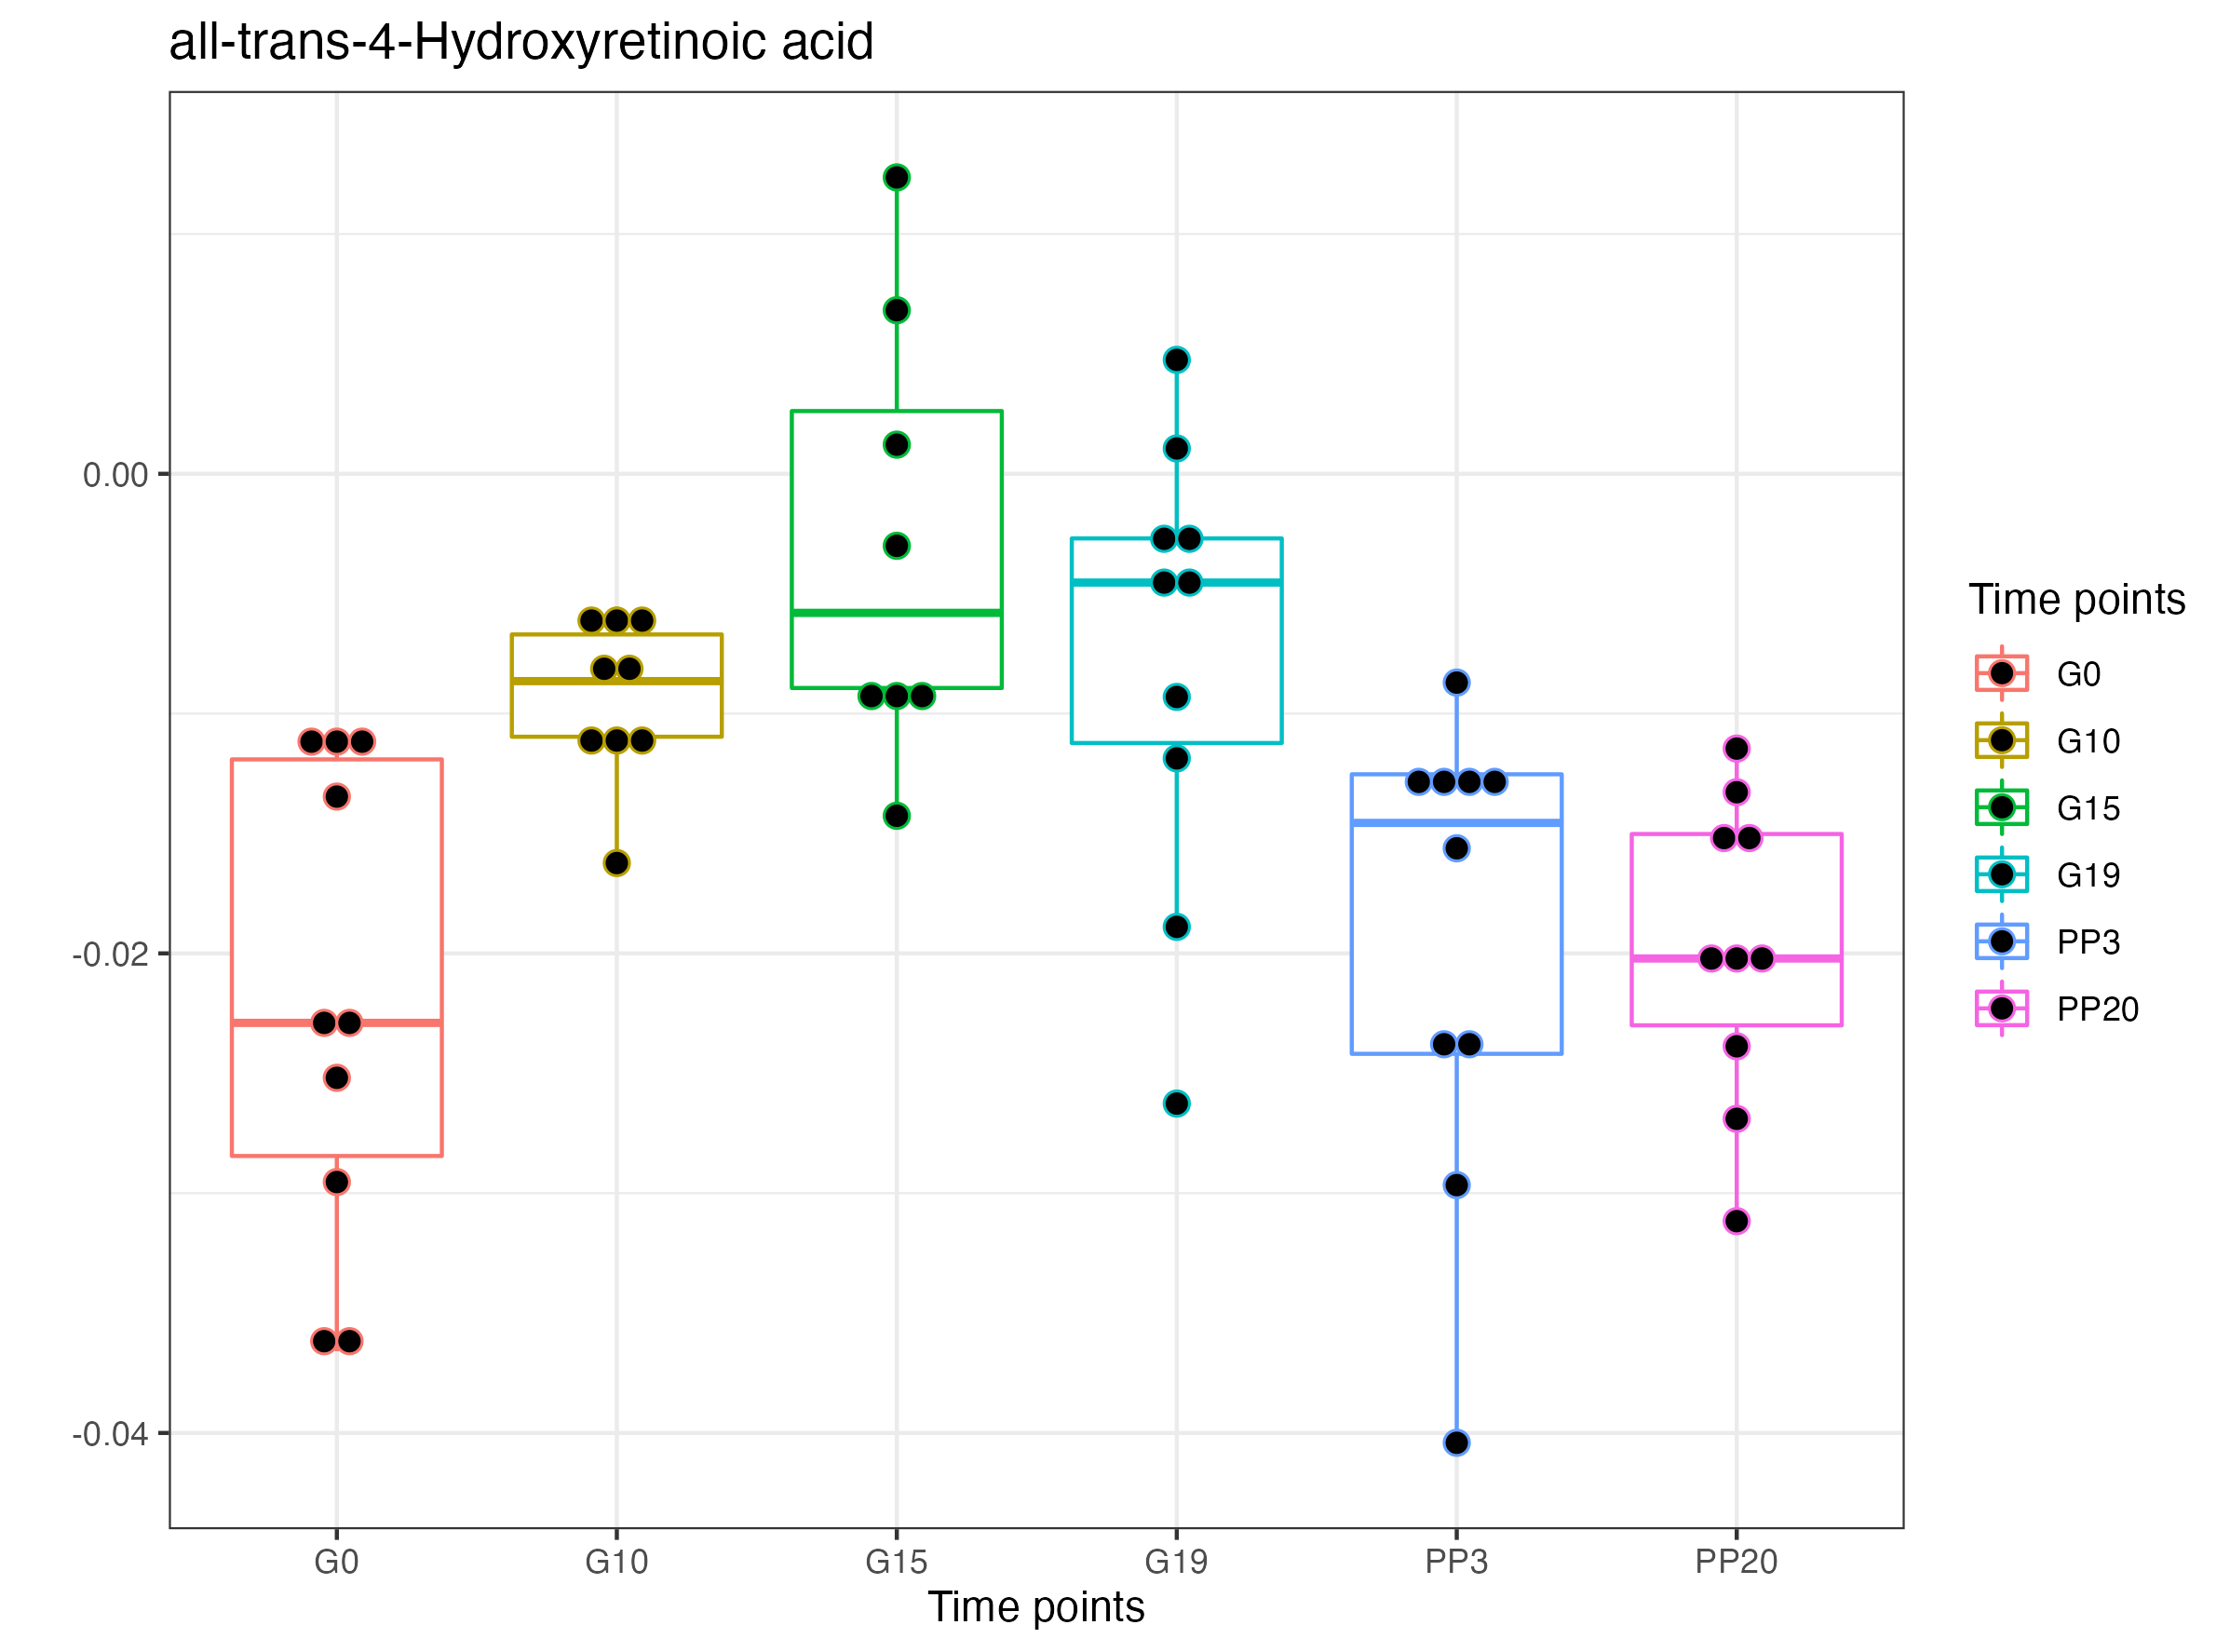 all-trans-4-Hydroxyretinoic acid
0.00
-0.02
-0.04
G0 G10 G15 G19 PP3 PP20
Time points
Time points
G0
G10
G15
G19
PP3
PP20